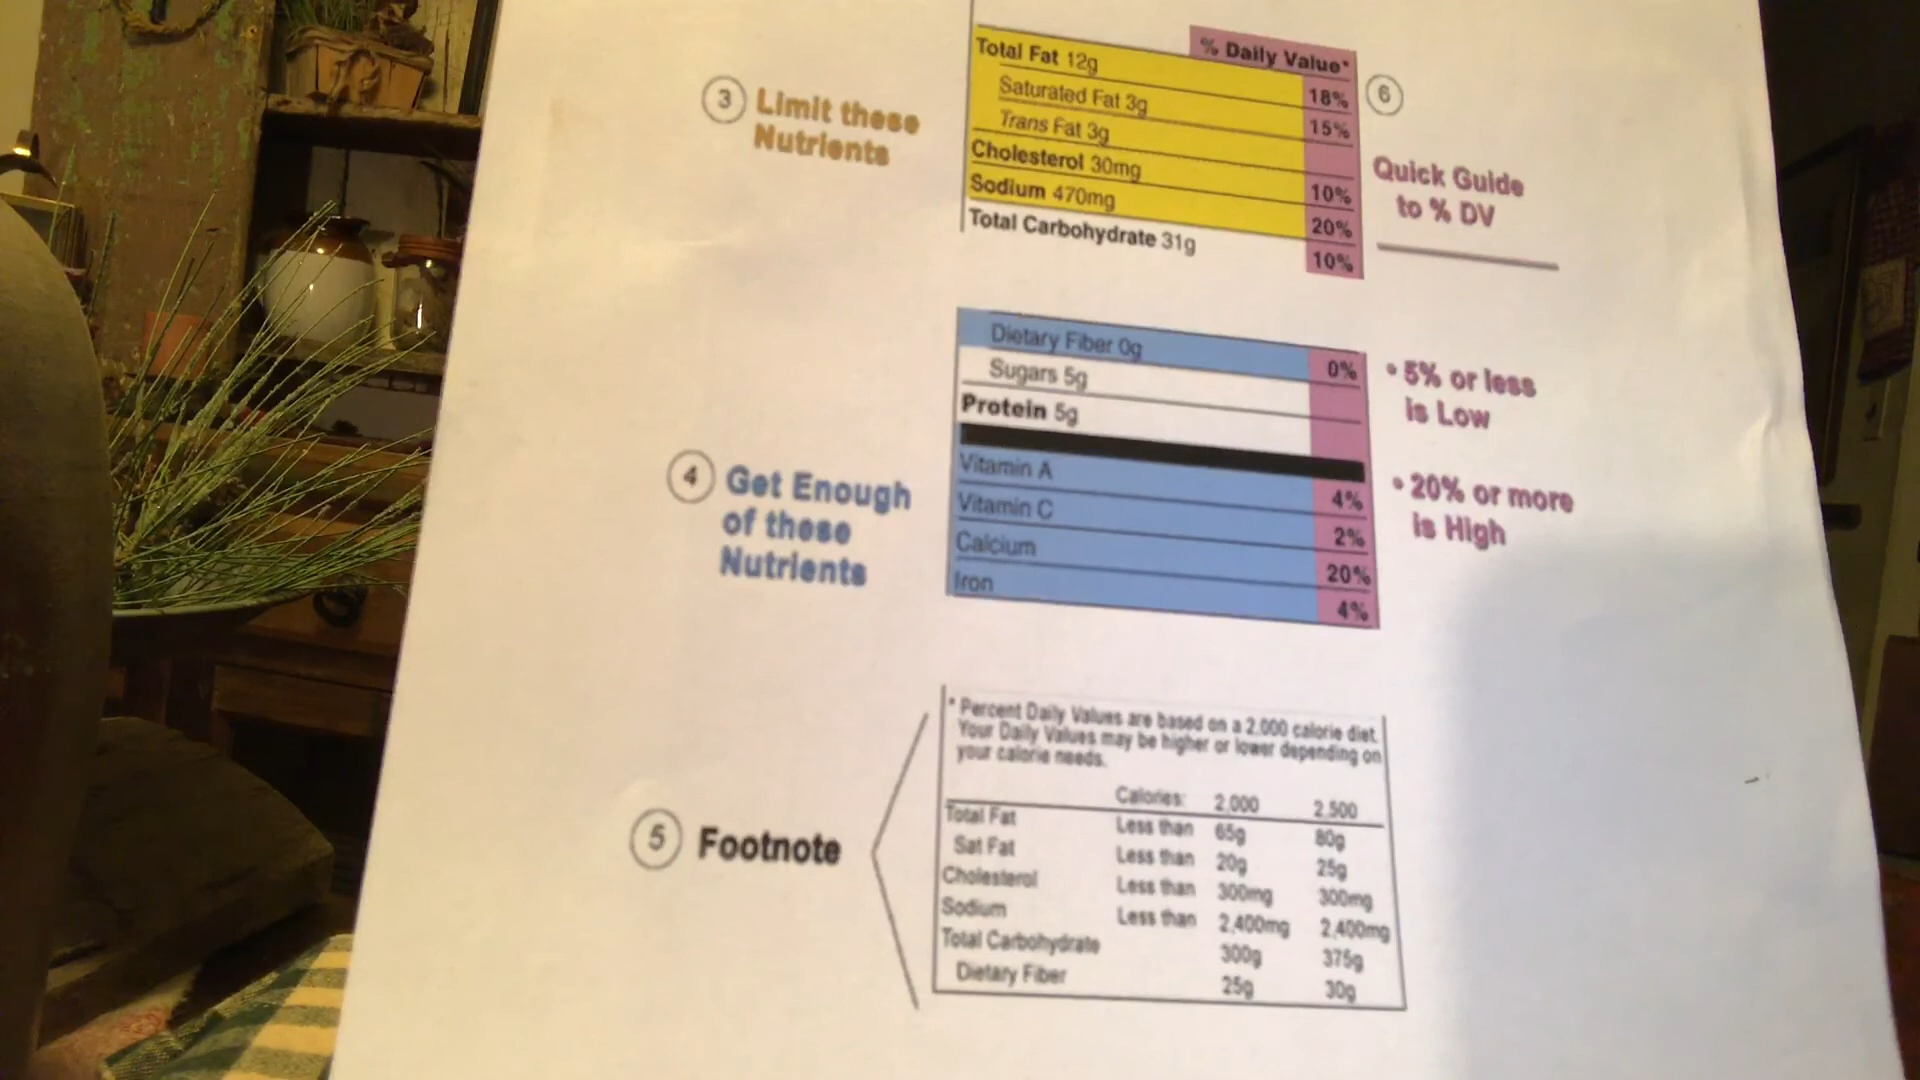 % Daily Value*
Total Fat 12g 18%
Saturated Fat 3g 15%
Trans Fat 3g
Cholesterol 30mg 10%
Sodium 470mg 20%
Total Carbohydrate 31g 10%
3 Limit these
Nutrients
6
Quick Guide
to % DV
Dietary Fiber 0g 0%
Sugars 5g
Protein 5g
Vitamin A 4%
Vitamin C 2%
Calcium 20%
Iron 4%
4 Get Enough
of these
Nutrients
• 5% or less
is Low
• 20% or more
is High
5 Footnote
* Percent Daily Values are based on a 2,000 calorie diet.
Your Daily Values may be higher or lower depending on
your calorie needs.
Calories: 2,000 2,500
Total Fat Less than 65g 80g
Sat Fat Less than 20g 25g
Cholesterol Less than 300mg 300mg
Sodium Less than 2,400mg 2,400mg
Total Carbohydrate 300g 375g
Dietary Fiber 25g 30g